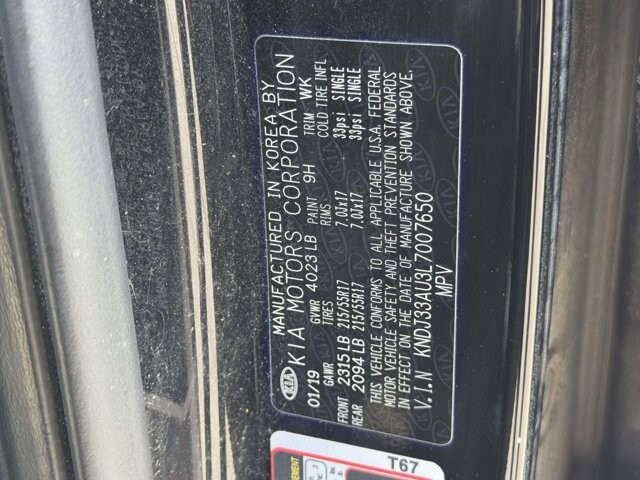 MANUFACTURED IN KOREA BY
KIA MOTORS CORPORATION
KIA
01/19 GVWR 4023 LB PAINT 9H TRIM WK
GAWR TIRES RIMS COLD TIRE INFL
FRONT 2315 LB 215/55R17 7.0Jx17 33psi SINGLE
REAR 2094 LB 215/55R17 7.0Jx17 33psi SINGLE
THIS VEHICLE CONFORMS TO ALL APPLICABLE U.S.A. FEDERAL
MOTOR VEHICLE SAFETY AND THEFT PREVENTION STANDARDS
IN EFFECT ON THE DATE OF MANUFACTURE SHOWN ABOVE.
V.I.N KNDJ33AU3L7007650
MPV
T67